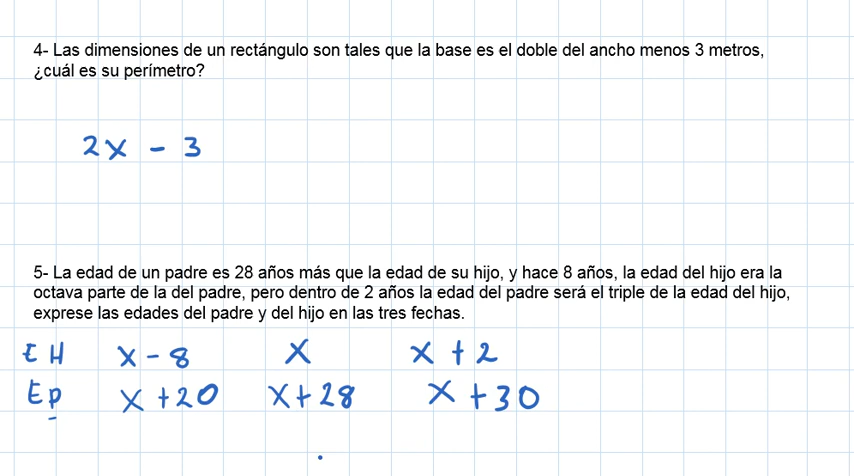 4- Las dimensiones de un rectángulo son tales que la base es el doble del ancho menos 3 metros,
¿cuál es su perímetro?
2x - 3
5- La edad de un padre es 28 años más que la edad de su hijo, y hace 8 años, la edad del hijo era la
octava parte de la del padre, pero dentro de 2 años la edad del padre será el triple de la edad del hijo,
exprese las edades del padre y del hijo en las tres fechas.
EH x - 8 x x + 2
Ep x + 20 x + 28 x + 30